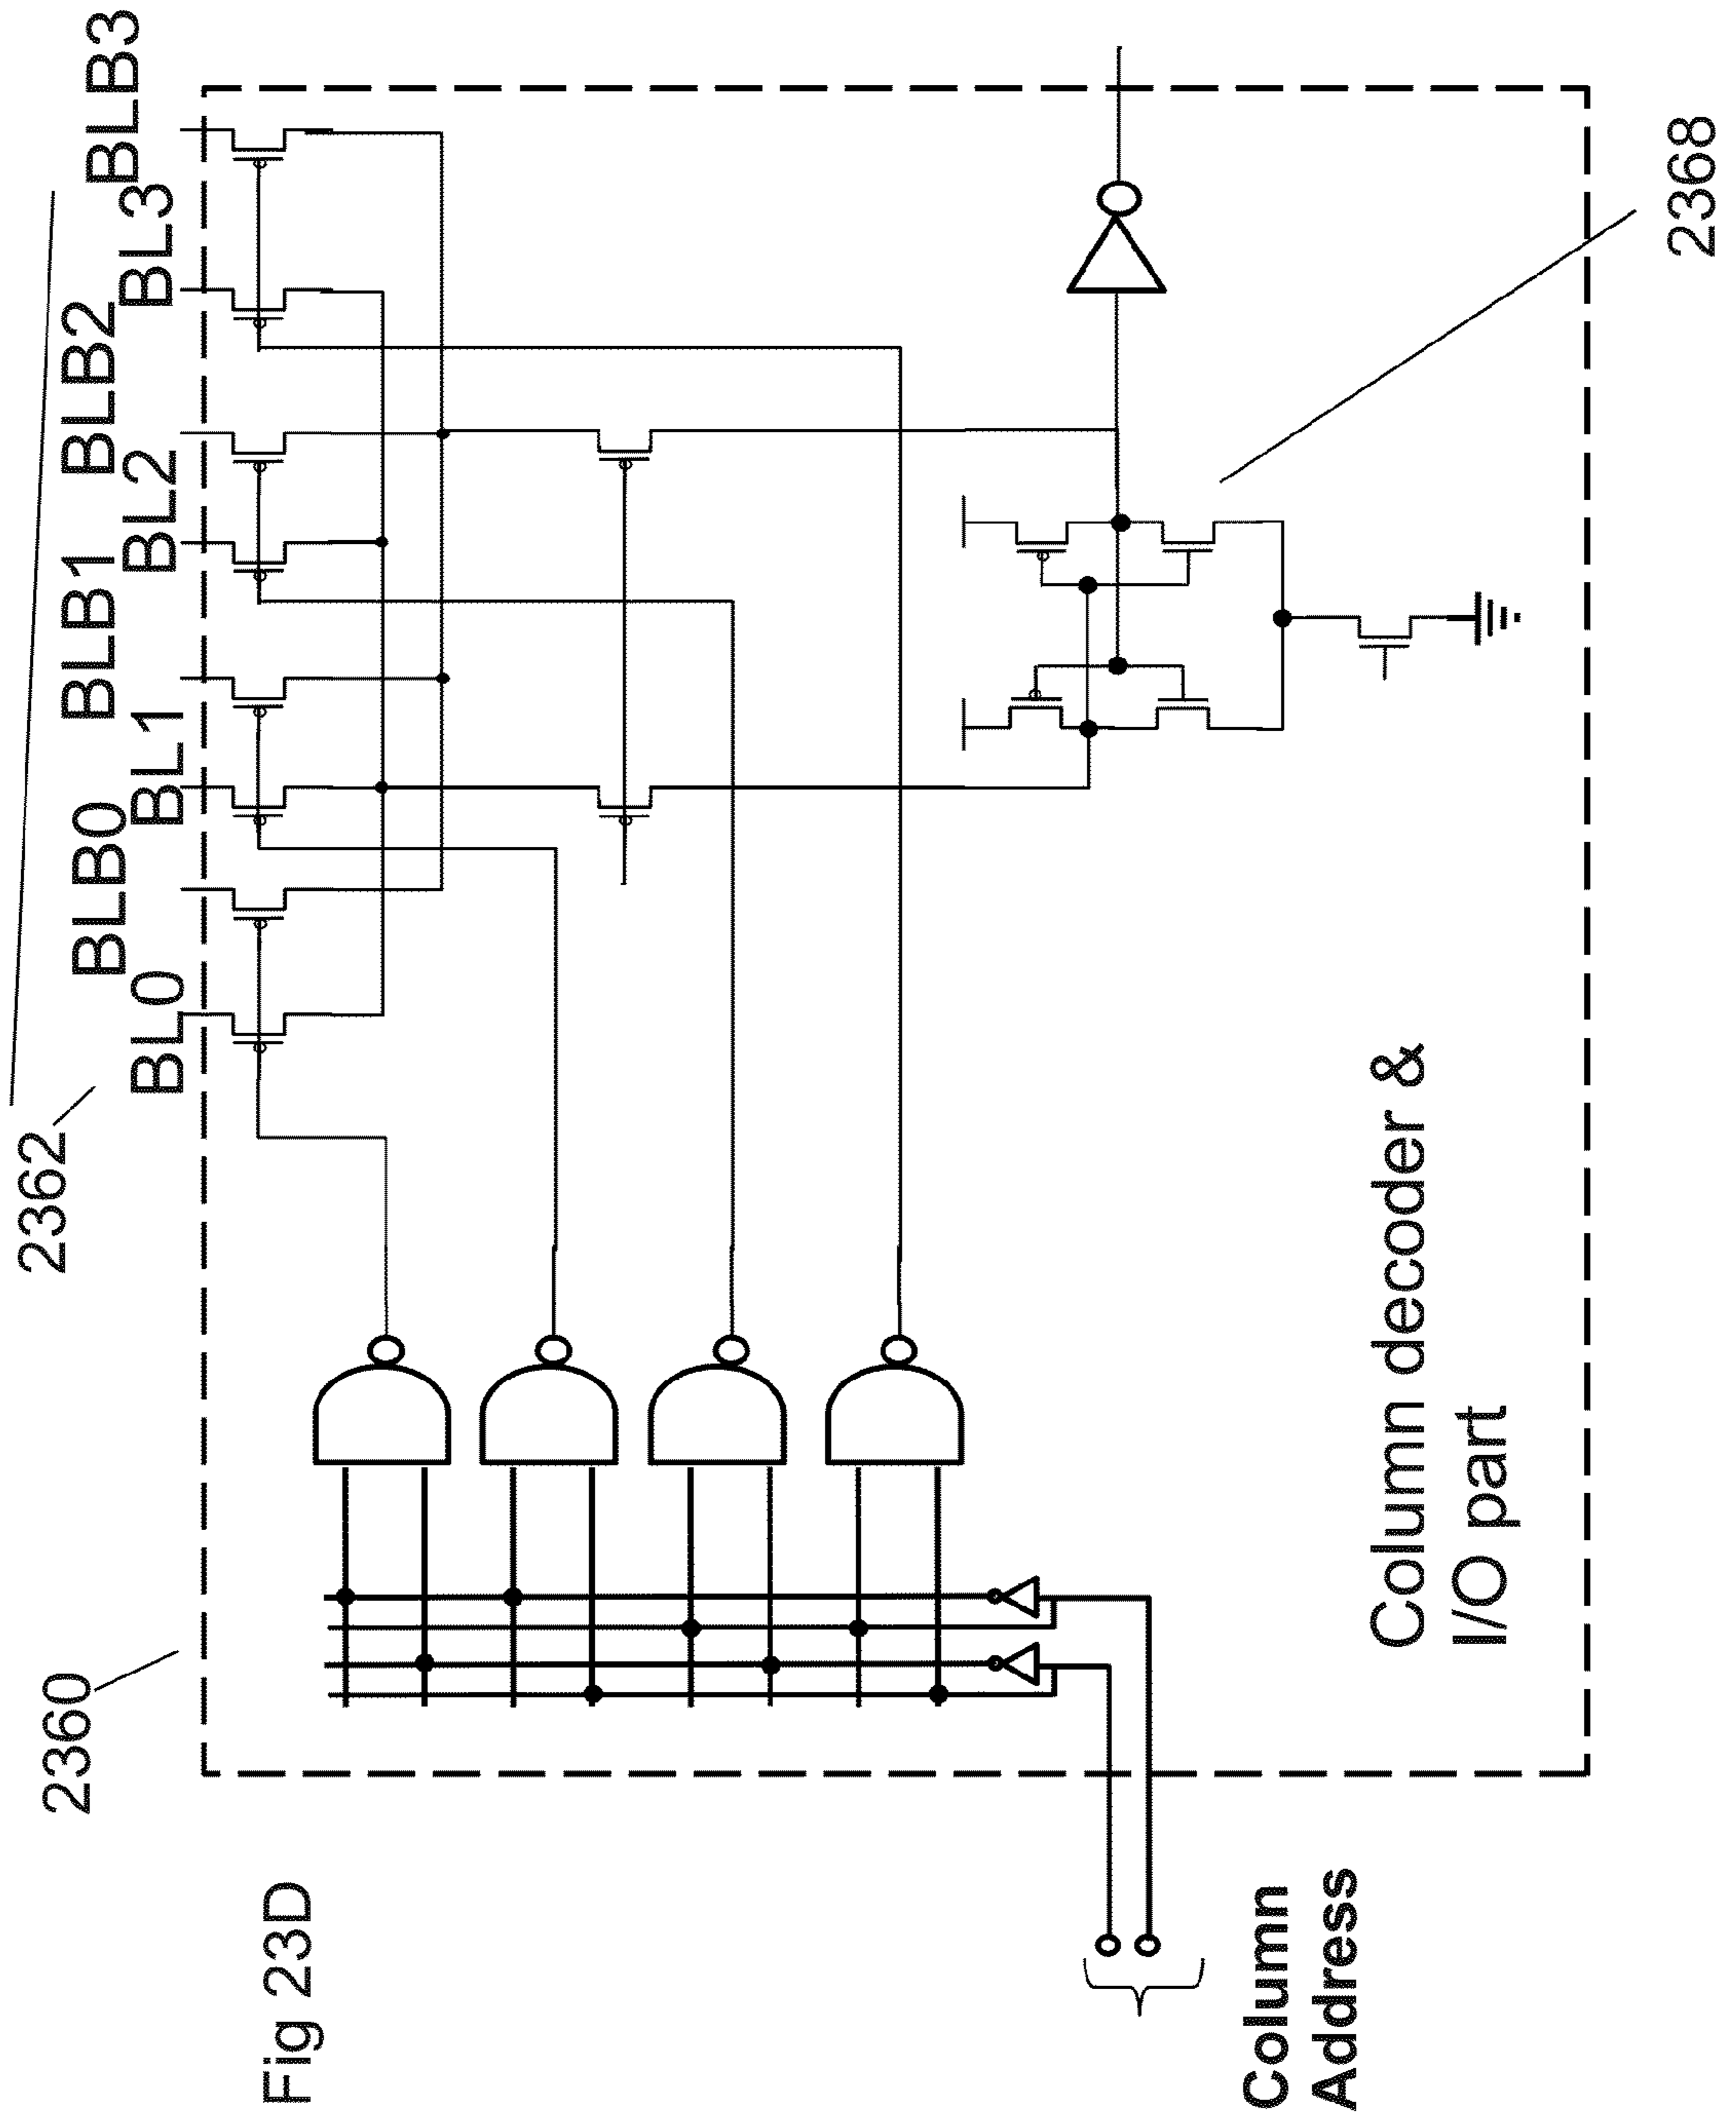 Fig 23D
2360
2362
BL0
BLB0
BL1
BLB1
BL2
BLB2
BL3
BLB3
2368
Column
Address
Column decoder &
I/O part